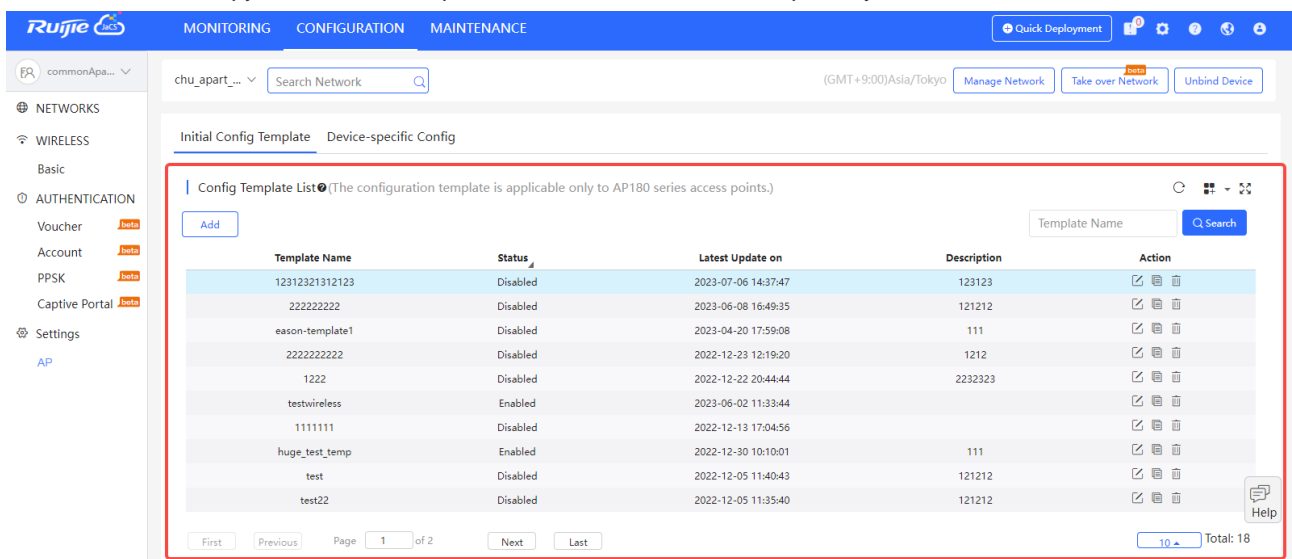 Ruijie JaCS MONITORING CONFIGURATION MAINTENANCE Quick Deployment 0
commonApa...
chu_apart_... Search Network (GMT+9:00)Asia/Tokyo Manage Network Take over Network beta Unbind Device
NETWORKS
WIRELESS
Basic
AUTHENTICATION
Voucher beta
Account beta
PPSK beta
Captive Portal beta
Settings
AP
Initial Config Template Device-specific Config
Config Template List (The configuration template is applicable only to AP180 series access points.)
Add Template Name Search
Template Name Status Latest Update on Description Action
12312321312123 Disabled 2023-07-06 14:37:47 123123
222222222 Disabled 2023-06-08 16:49:35 121212
eason-template1 Disabled 2023-04-20 17:59:08 111
2222222222 Disabled 2022-12-23 12:19:20 1212
1222 Disabled 2022-12-22 20:44:44 2232323
testwireless Enabled 2023-06-02 11:33:44
1111111 Disabled 2022-12-13 17:04:56
huge_test_temp Enabled 2022-12-30 10:10:01 111
test Disabled 2022-12-05 11:40:43 121212
test22 Disabled 2022-12-05 11:35:40 121212
Help
First Previous Page 1 of 2 Next Last 10 Total: 18